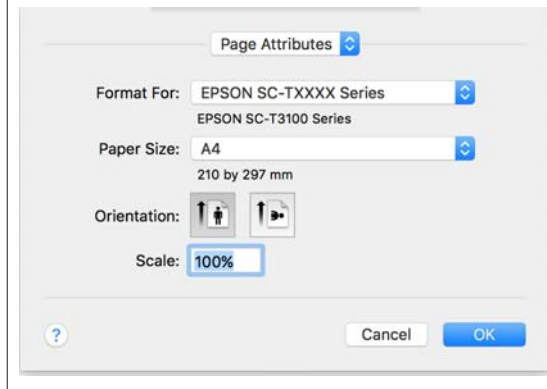 Page Attributes
Format For: EPSON SC-TXXXX Series
EPSON SC-T3100 Series
Paper Size: A4
210 by 297 mm
Orientation:
Scale: 100%
? Cancel OK